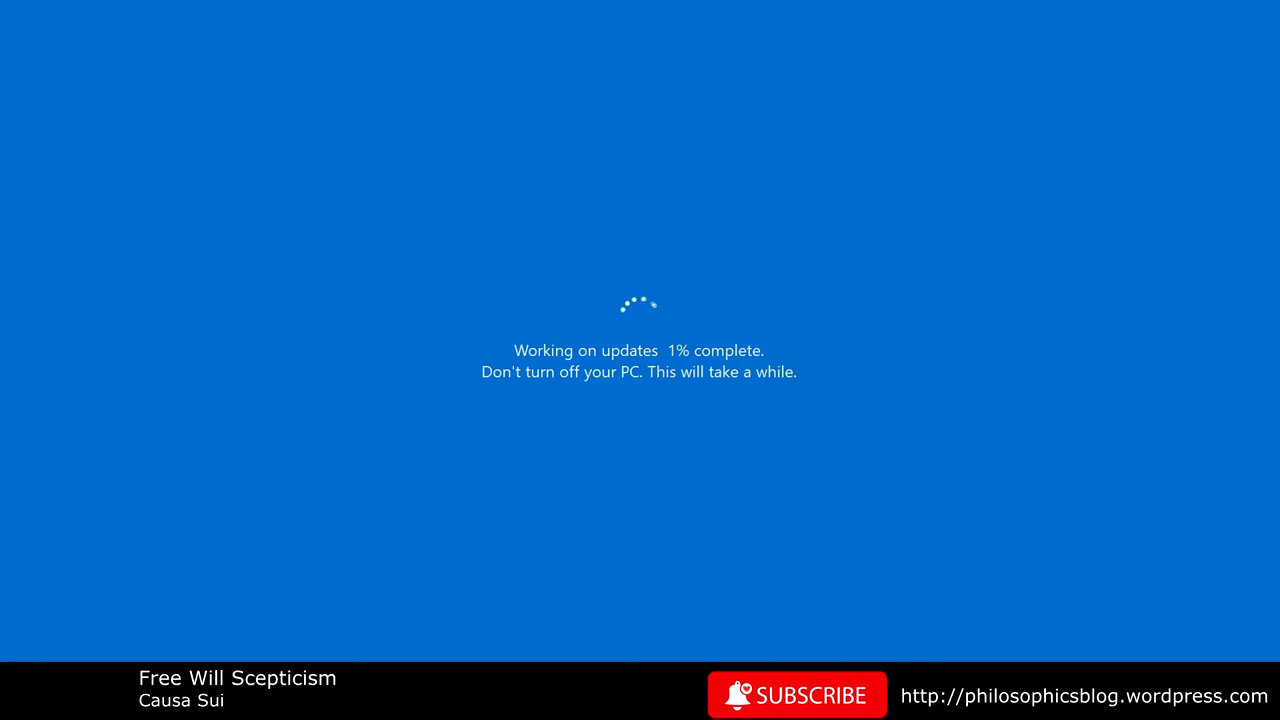 Working on updates  1% complete.
Don't turn off your PC. This will take a while.
Free Will Scepticism
Causa Sui
SUBSCRIBE
http://philosophicsblog.wordpress.com